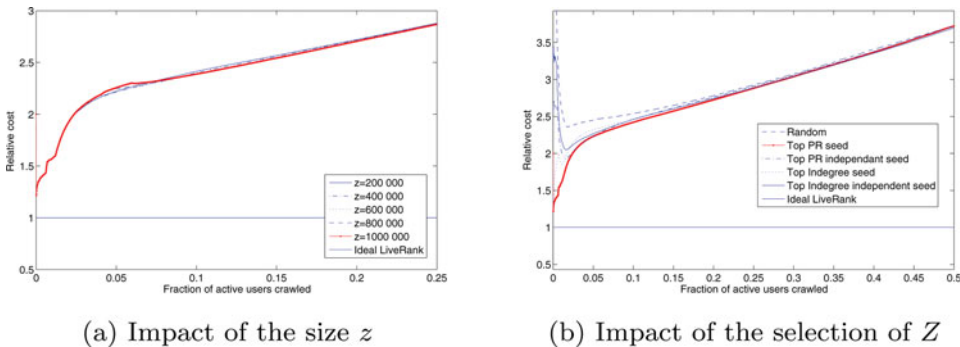 3
2.5
2
1.5
1
0.5
0
0.05
0.1
0.15
0.2
0.25
Relative cost
Fraction of active users crawled
z=200 000
z=400 000
z=600 000
z=800 000
z=1000 000
Ideal LiveRank
(a) Impact of the size z
3.5
3
2.5
2
1.5
1
0.5
0
0.05
0.1
0.15
0.2
0.25
0.3
0.35
0.4
0.45
0.5
Relative cost
Fraction of active users crawled
Random
Top PR seed
Top PR independant seed
Top Indegree seed
Top Indegree independent seed
Ideal LiveRank
(b) Impact of the selection of Z